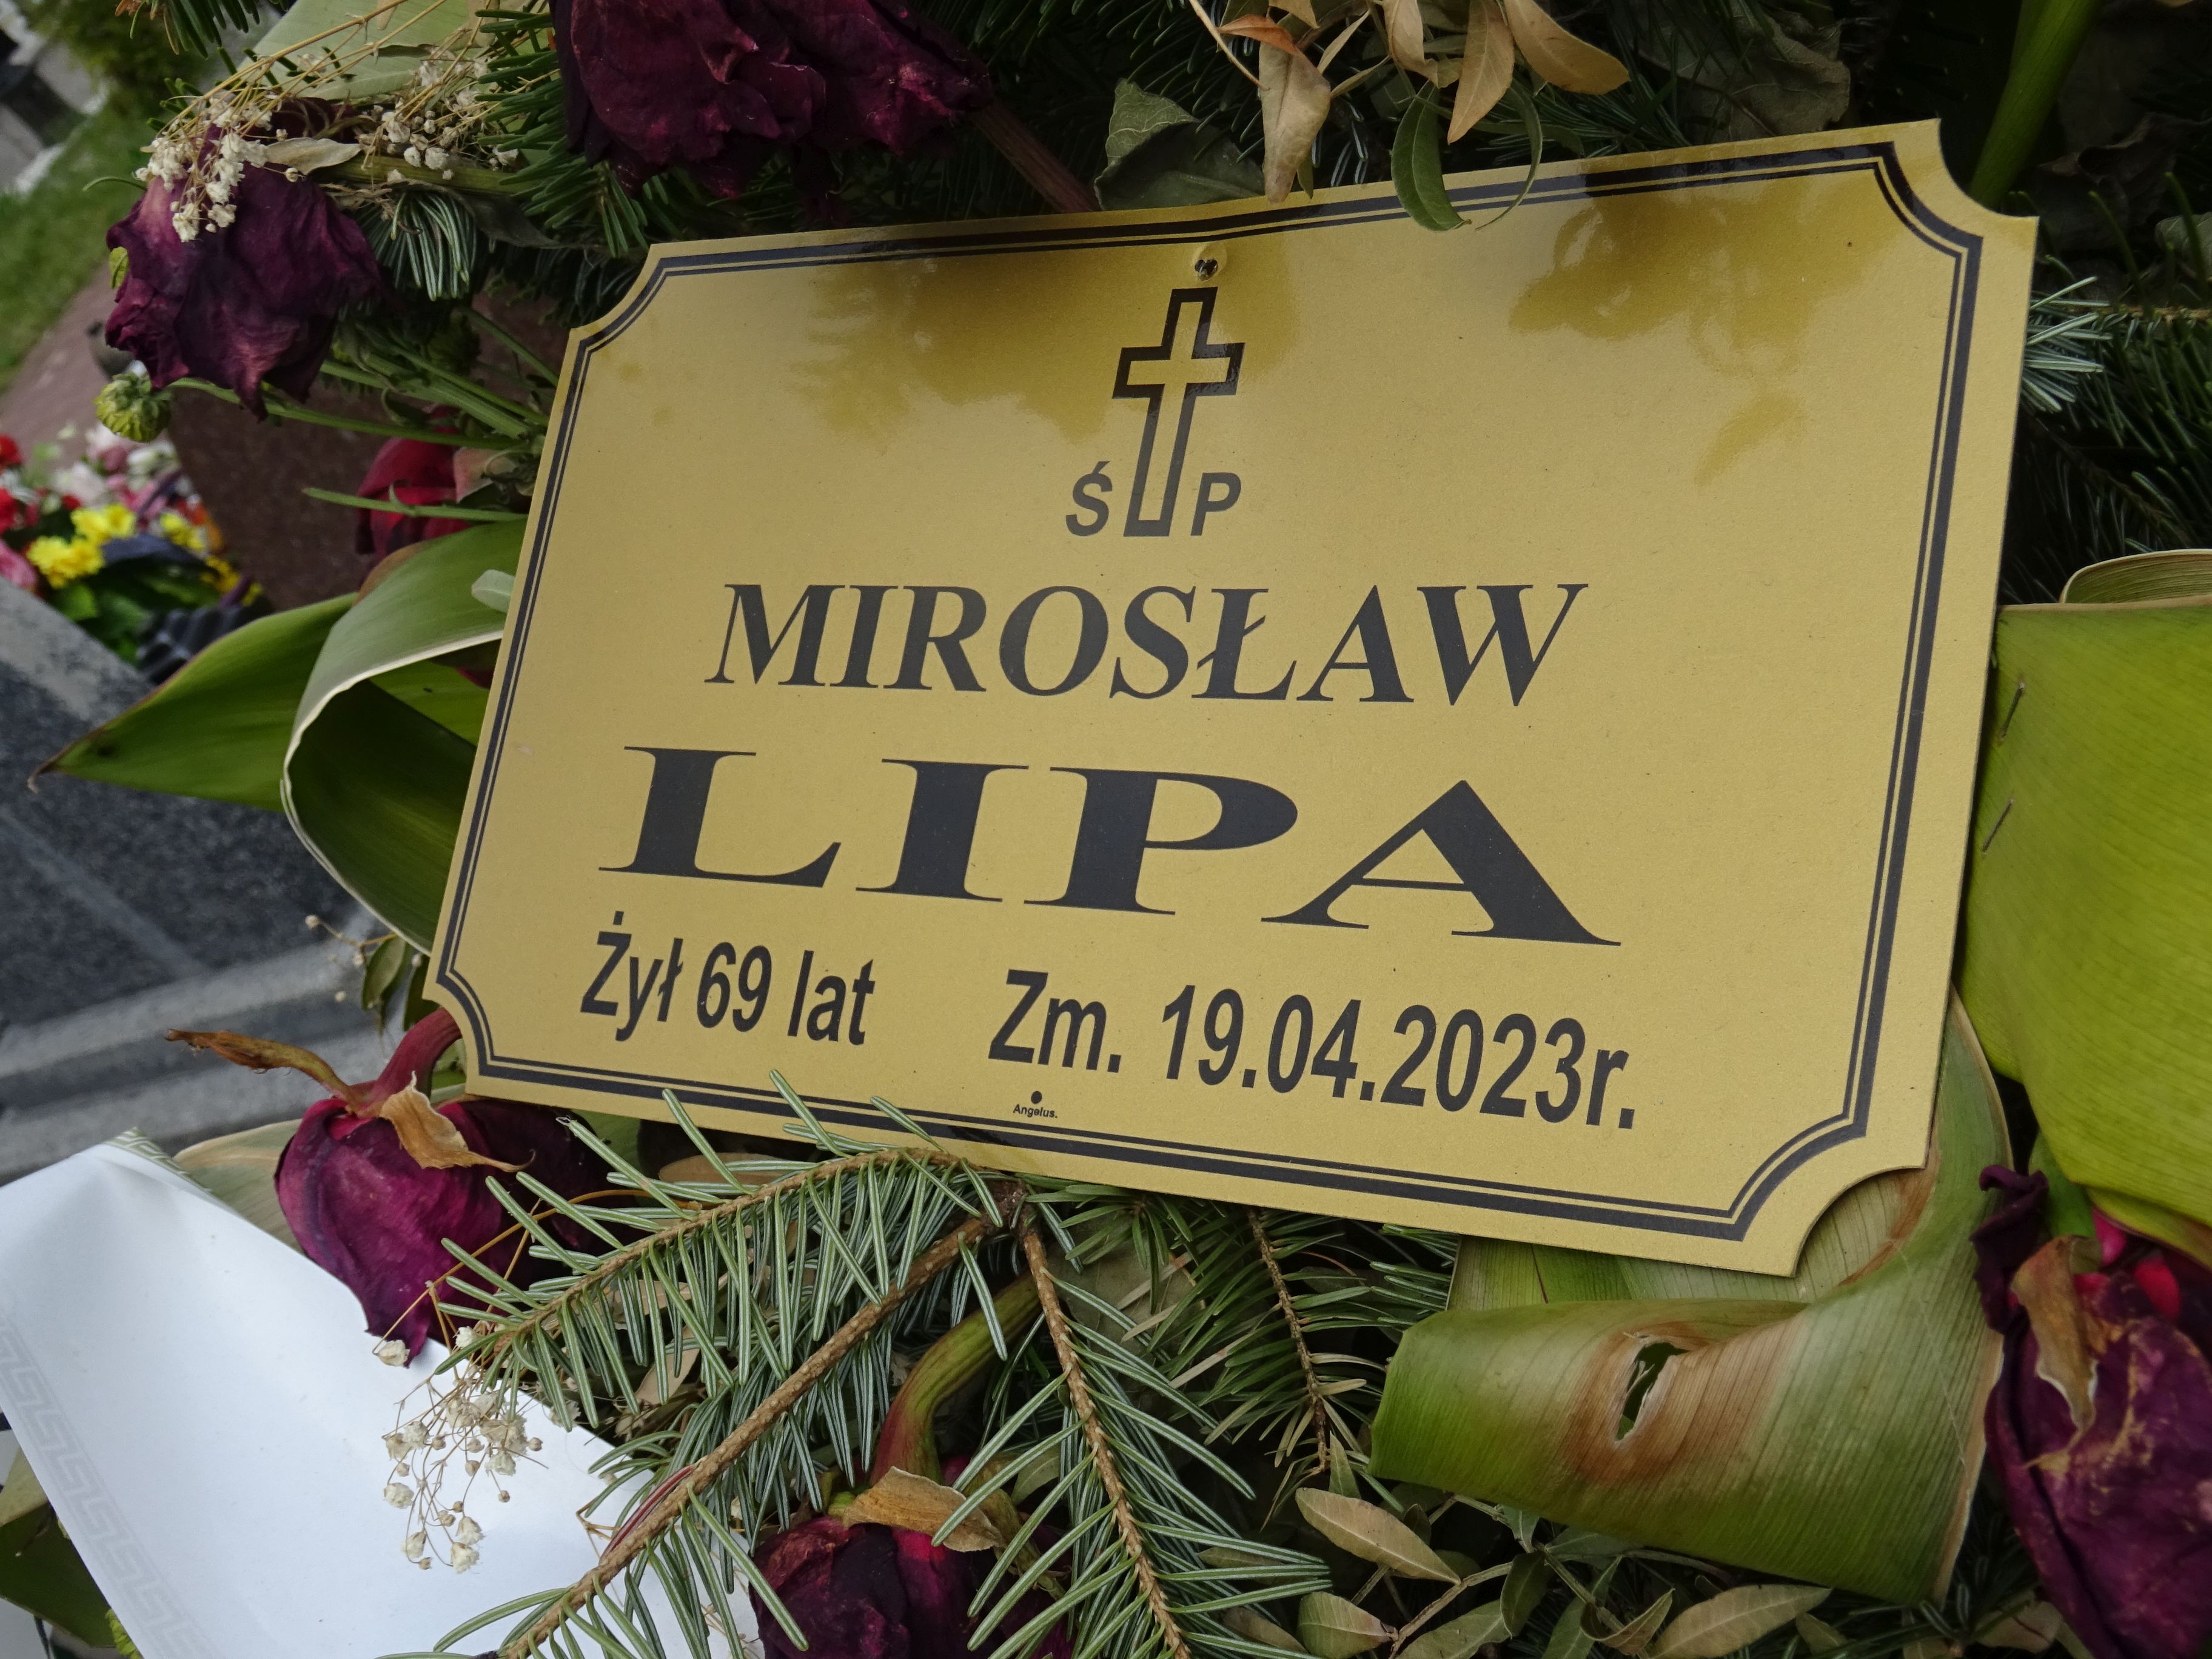 Ś P
MIROSŁAW
LIPA
Żył 69 lat Zm. 19.04.2023r.
Angelus.